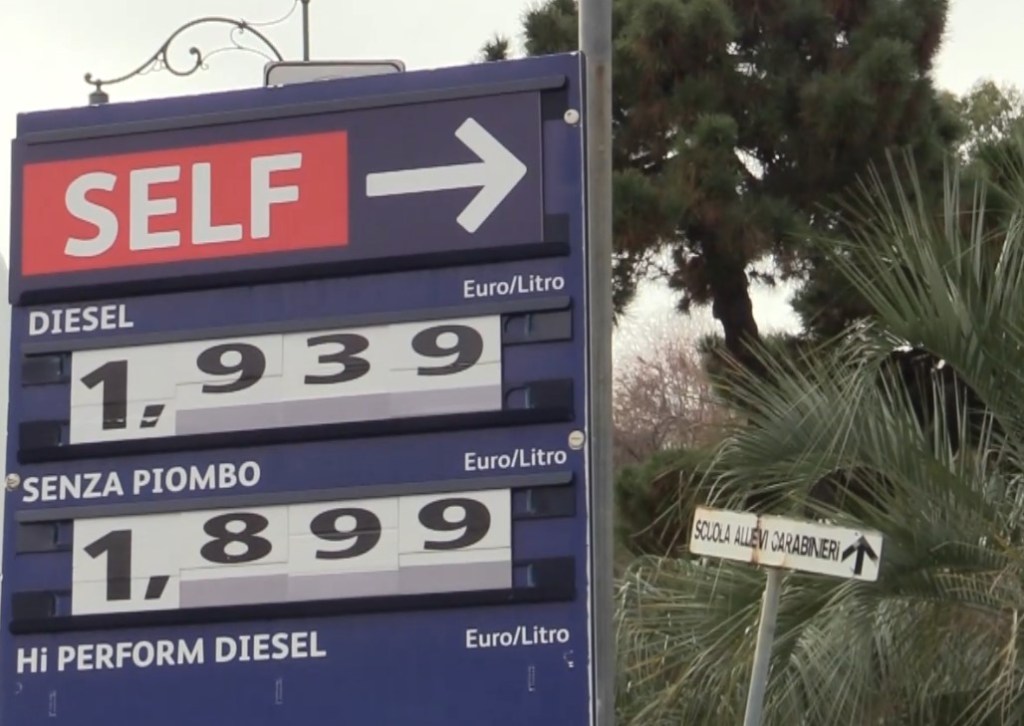 SELF
DIESEL Euro/Litro
1,939
SENZA PIOMBO Euro/Litro
1,899
Hi PERFORM DIESEL Euro/Litro
SCUOLA ALLIEVI CARABINIERI